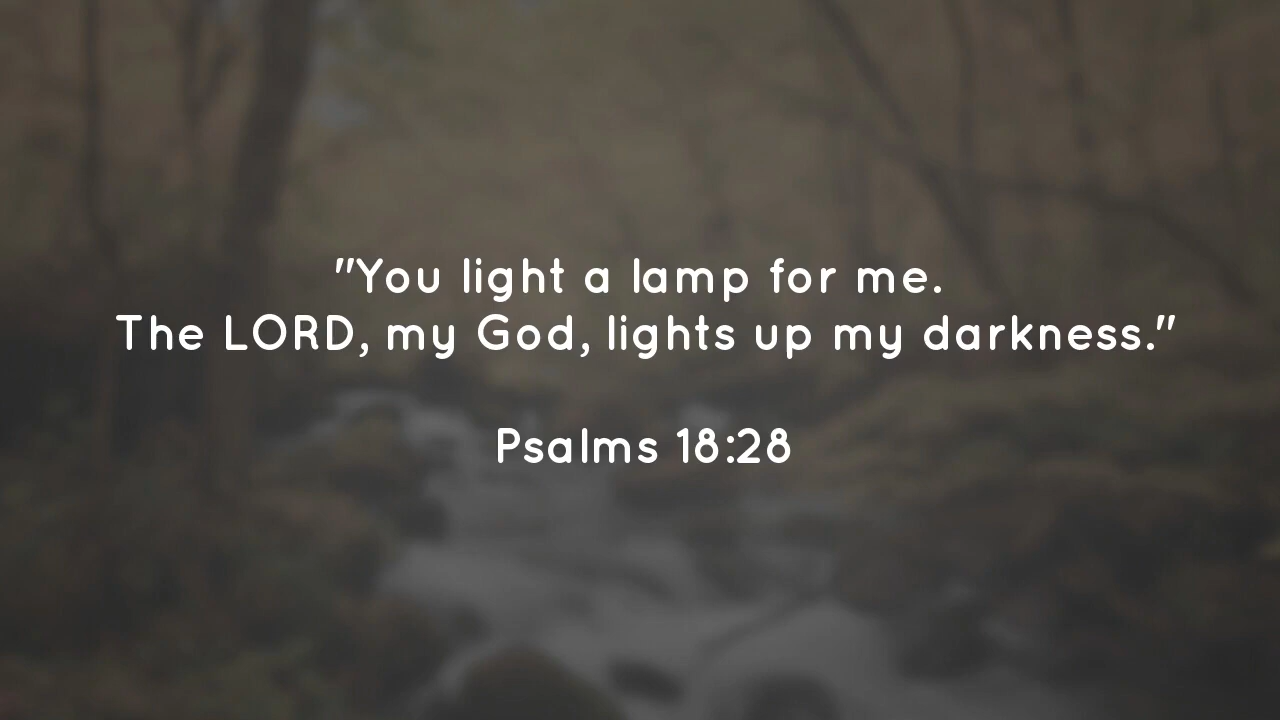 "You light a lamp for me.
The LORD, my God, lights up my darkness."
Psalms 18:28